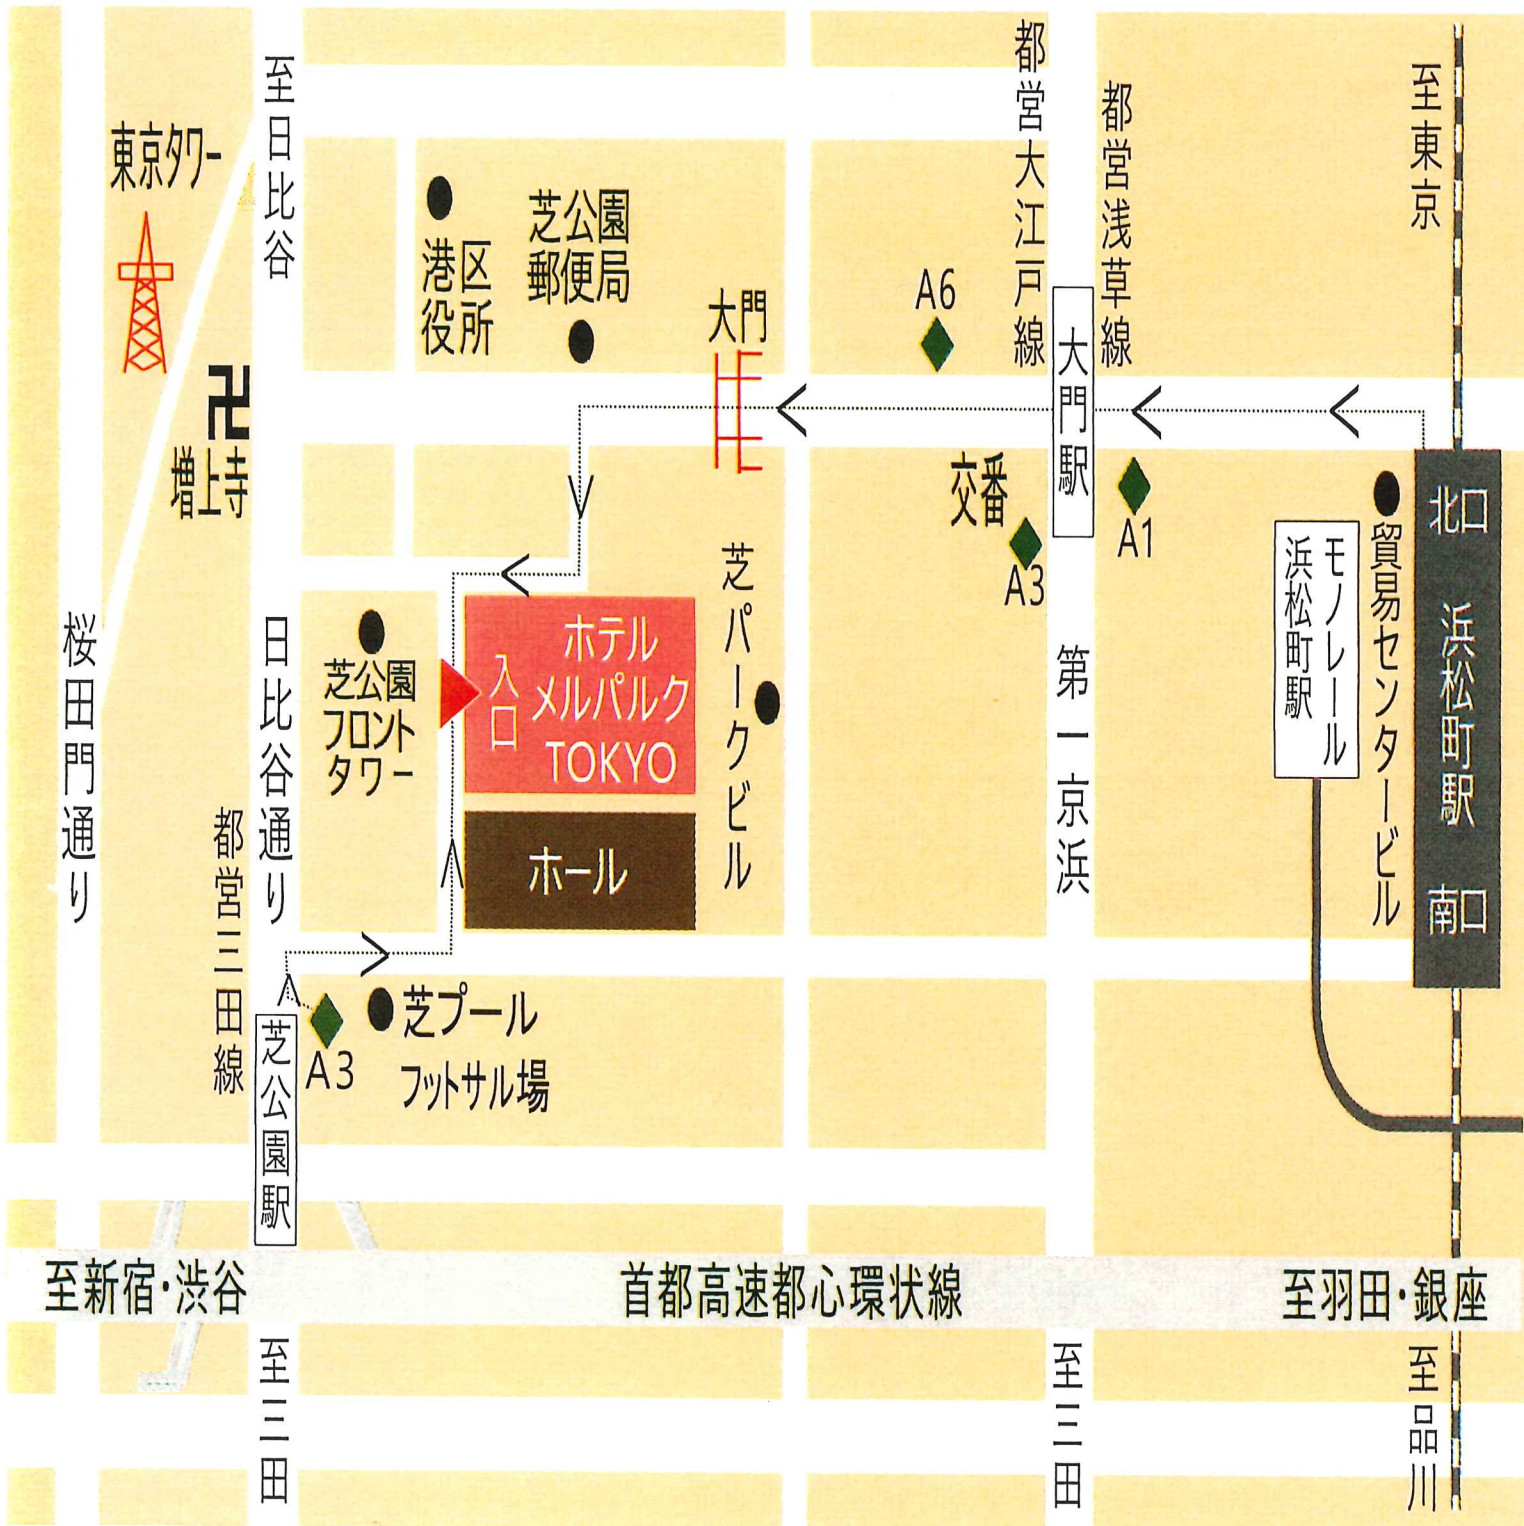 至日比谷
東京タワー
港区
役所
芝公園
郵便局
大門
A6
都営大江戸線
都営浅草線
至東京
大門駅
増上寺
交番
A3
A1
北口
浜松町駅
南口
貿易センタービル
モノレール
浜松町駅
桜田門通り
日比谷通り
都営三田線
芝公園
フロント
タワー
入口
ホテル
メルパルク
TOKYO
ホール
芝パークビル
第一京浜
芝公園駅
A3
芝プール
フットサル場
至新宿・渋谷
首都高速都心環状線
至羽田・銀座
至三田
至三田
至品川